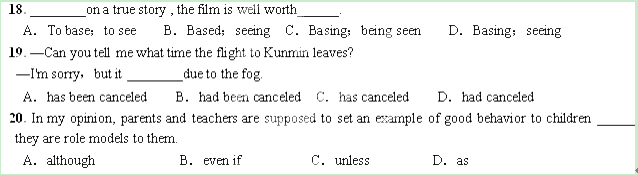 18. ________on a true story , the film is well worth______.
A. To base; to see B. Based; seeing C. Basing; being seen D. Basing; seeing
19. —Can you tell me what time the flight to Kunmin leaves?
—I'm sorry, but it ________due to the fog.
A. has been canceled B. had been canceled C. has canceled D. had canceled
20. In my opinion, parents and teachers are supposed to set an example of good behavior to children ______
they are role models to them.
A. although B. even if C. unless D. as